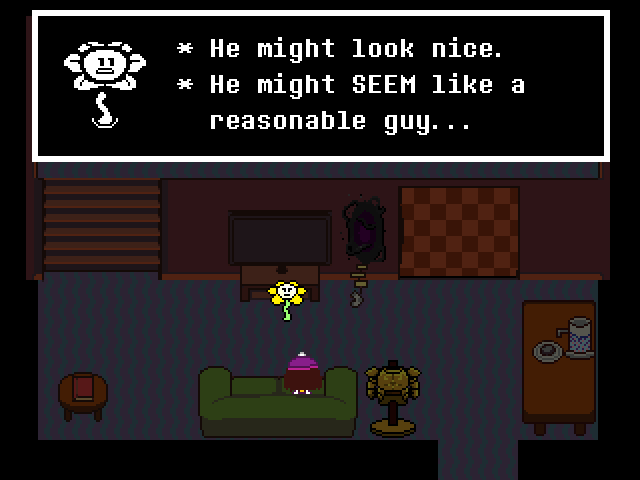 * He might look nice.
* He might SEEM like a
reasonable guy...